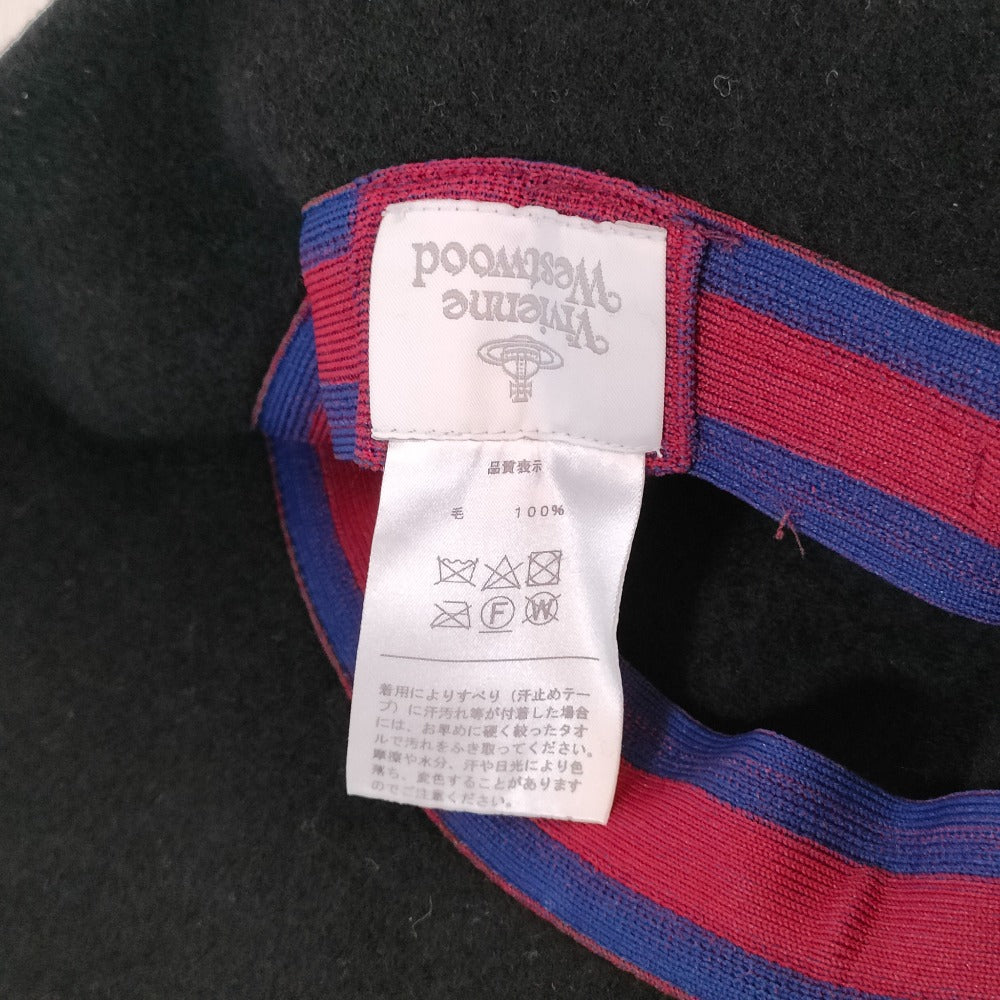 Vivienne
Westwood
品質表示
毛 100%
F W
着用によりすべり（汗止めテー
プ）に汗汚れ等が付着した場合
には、お早めに硬く絞ったタオ
ルで汚れをふき取ってください。
摩擦や水分、汗や日光により色
落ち、変色することがあります
のでご注意ください。